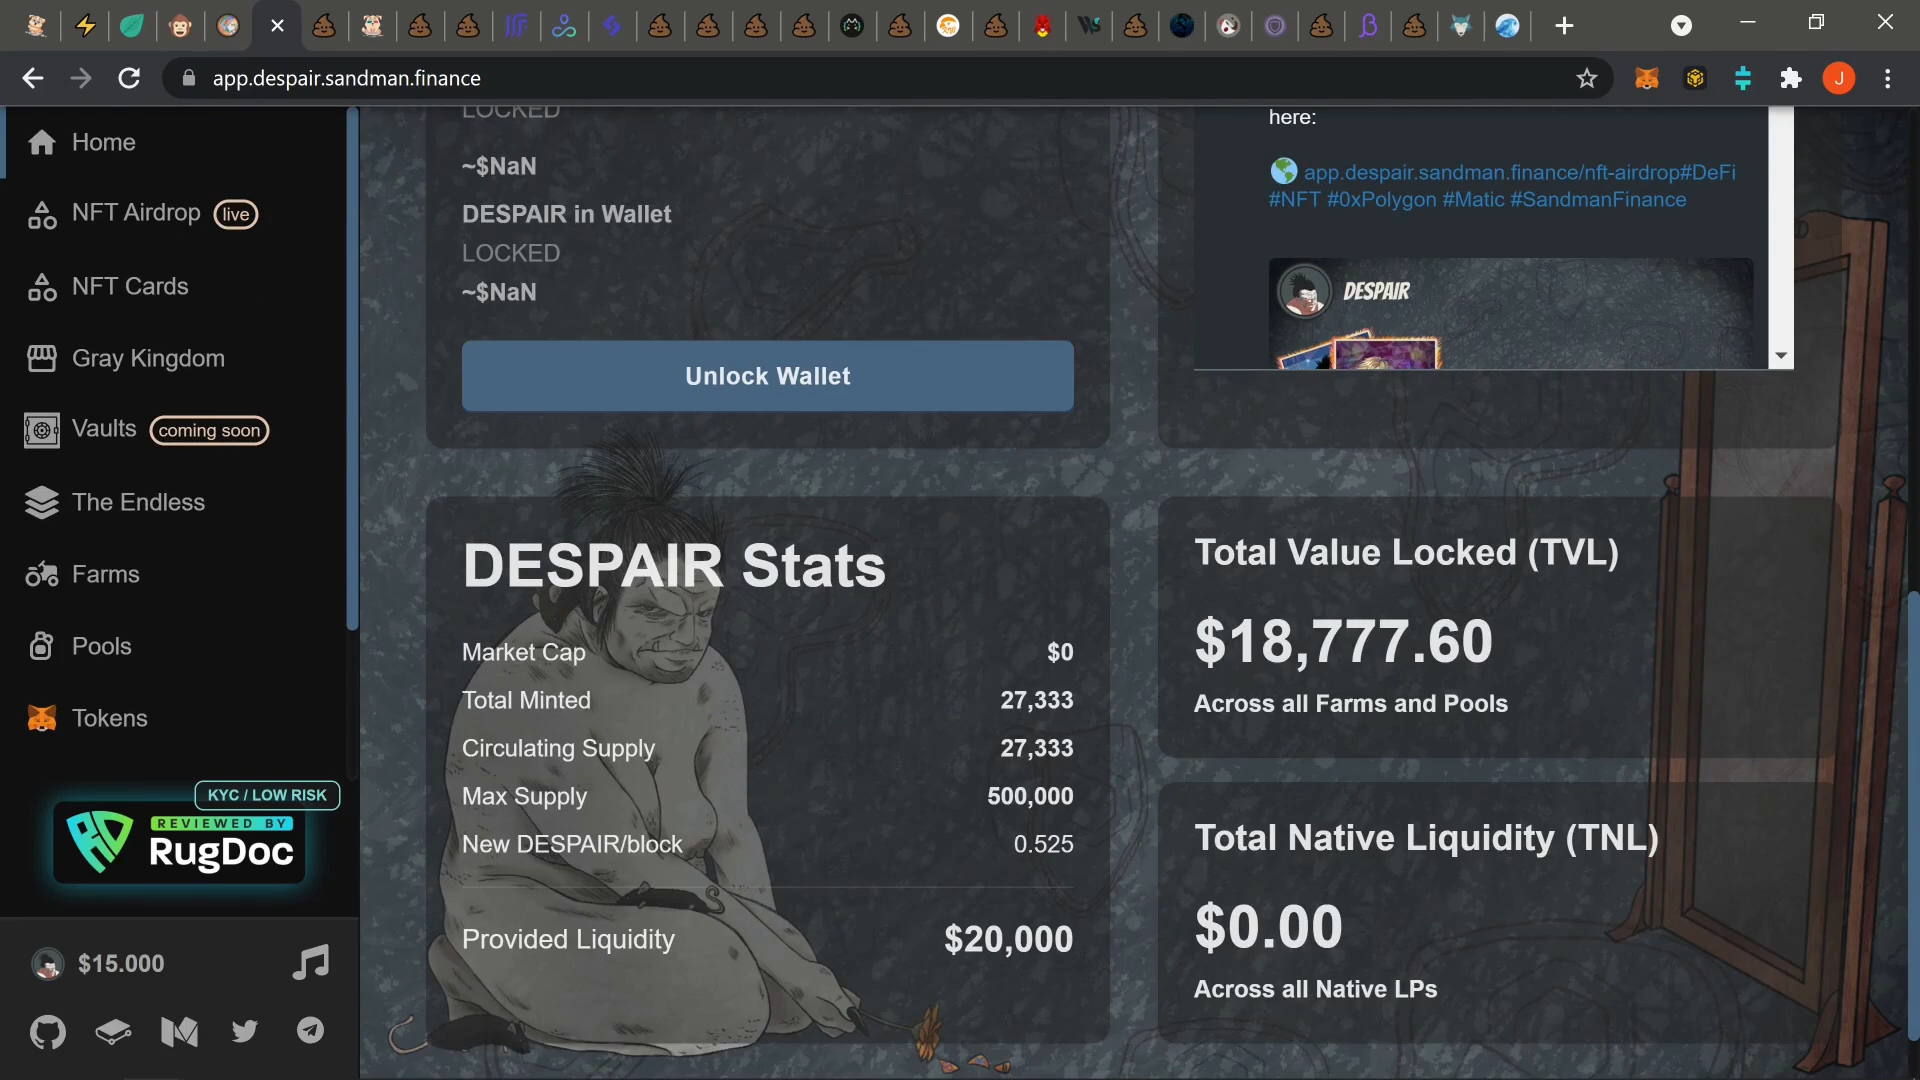 app.despair.sandman.finance
J
Home
NFT Airdrop live
NFT Cards
Gray Kingdom
Vaults coming soon
The Endless
Farms
Pools
Tokens
KYC / LOW RISK
REVIEWED BY
RugDoc
$15.000
LOCKED
~$NaN
DESPAIR in Wallet
LOCKED
~$NaN
Unlock Wallet
here:
app.despair.sandman.finance/nft-airdrop#DeFi
#NFT #0xPolygon #Matic #SandmanFinance
DESPAIR
DESPAIR Stats
Market Cap $0
Total Minted 27,333
Circulating Supply 27,333
Max Supply 500,000
New DESPAIR/block 0.525
Provided Liquidity $20,000
Total Value Locked (TVL)
$18,777.60
Across all Farms and Pools
Total Native Liquidity (TNL)
$0.00
Across all Native LPs